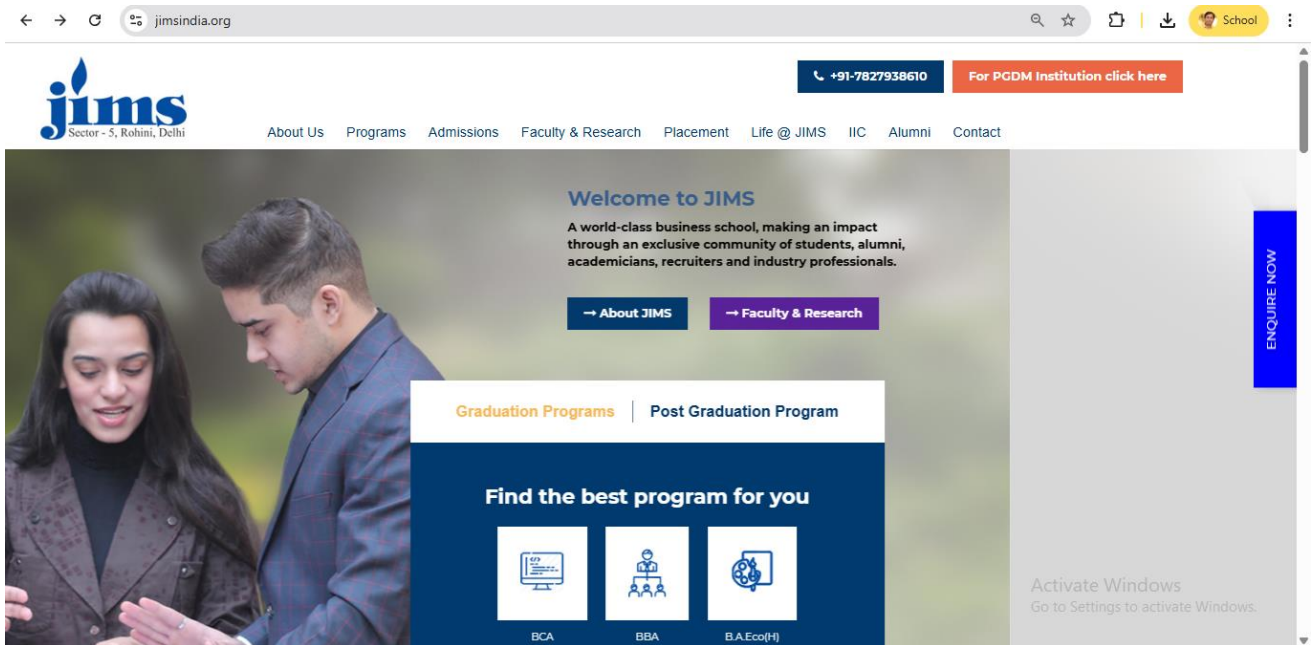 jimsindia.org
School
jims
Sector - 5, Rohini, Delhi
+91-7827938610
For PGDM Institution click here
About Us Programs Admissions Faculty & Research Placement Life @ JIMS IIC Alumni Contact
Welcome to JIMS
A world-class business school, making an impact
through an exclusive community of students, alumni,
academicians, recruiters and industry professionals.
→ About JIMS
→ Faculty & Research
ENQUIRE NOW
Graduation Programs | Post Graduation Program
Find the best program for you
BCA
BBA
B.A.Eco(H)
Activate Windows
Go to Settings to activate Windows.